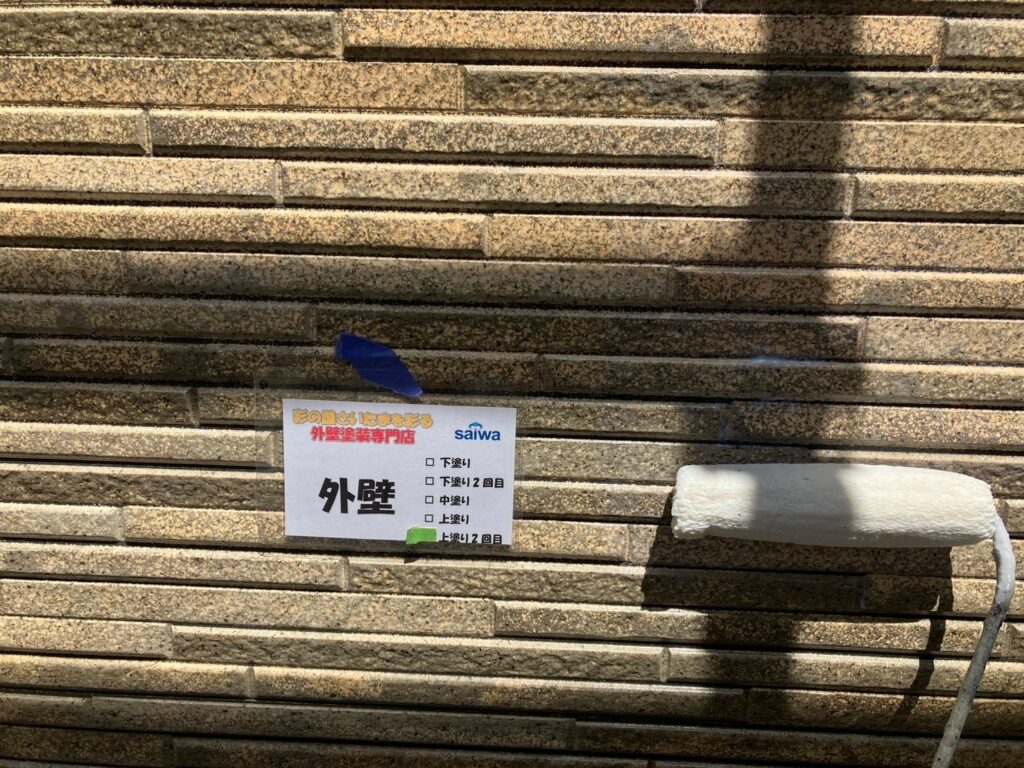 彩の国さいたまを彩る
外壁塗装専門店
saiwa
外壁
□ 下塗り
□ 下塗り2回目
□ 中塗り
□ 上塗り
上塗り2回目